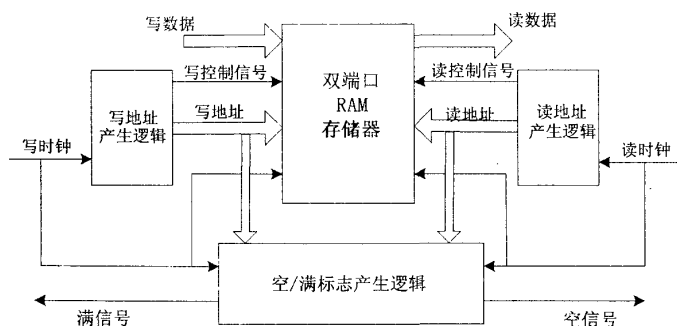 写数据
读数据
写控制信号
双端口
RAM
存储器
读控制信号
写地址
产生逻辑
写地址
读地址
读地址
产生逻辑
写时钟
读时钟
空/满标志产生逻辑
满信号
空信号